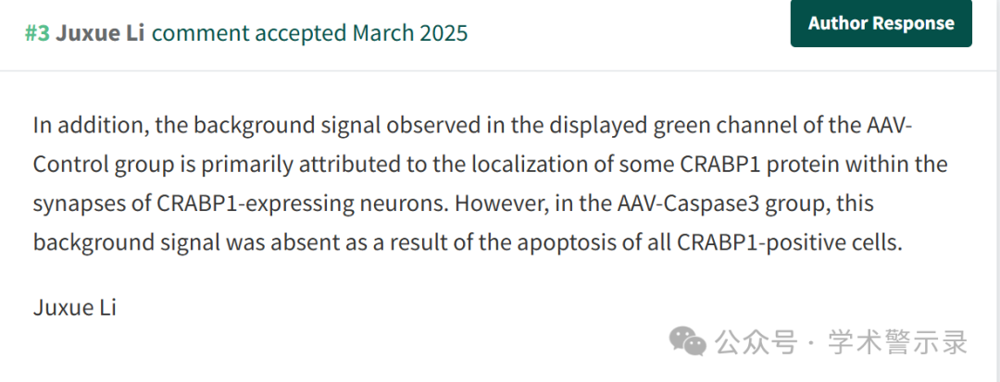 #3 Juxue Li comment accepted March 2025
Author Response
In addition, the background signal observed in the displayed green channel of the AAV-
Control group is primarily attributed to the localization of some CRABP1 protein within the
synapses of CRABP1-expressing neurons. However, in the AAV-Caspase3 group, this
background signal was absent as a result of the apoptosis of all CRABP1-positive cells.
Juxue Li
公众号 · 学术警示录